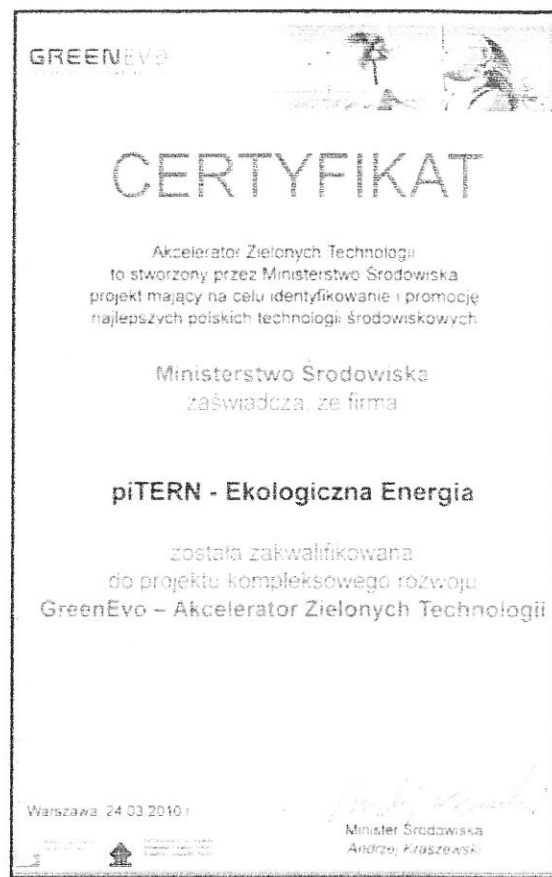 GREENEVO
CERTYFIKAT
Akcelerator Zielonych Technologii
to stworzony przez Ministerstwo Środowiska
projekt mający na celu identyfikowanie i promocję
najlepszych polskich technologii środowiskowych
Ministerstwo Środowiska
zaświadcza, że firma
piTERN - Ekologiczna Energia
została zakwalifikowana
do projektu kompleksowego rozwoju
GreenEvo – Akcelerator Zielonych Technologii
Warszawa, 24.03.2010 r.
Minister Środowiska
Andrzej Kraszewski